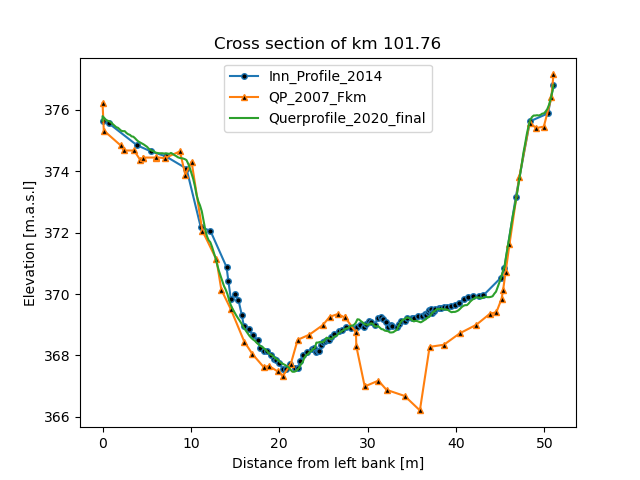 Cross section of km 101.76
Inn_Profile_2014
QP_2007_Fkm
Querprofile_2020_final
Elevation [m.a.s.l]
376
374
372
370
368
366
0
10
20
30
40
50
Distance from left bank [m]